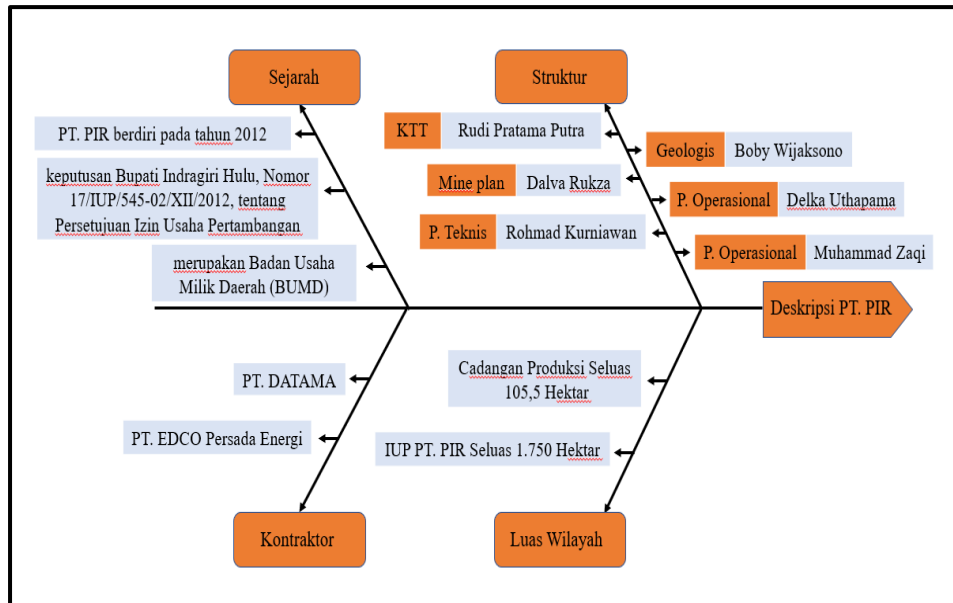 Sejarah
PT. PIR berdiri pada tahun 2012
keputusan Bupati Indragiri Hulu, Nomor
17/IUP/545-02/XII/2012, tentang
Persetujuan Izin Usaha Pertambangan
merupakan Badan Usaha
Milik Daerah (BUMD)
Struktur
KTT Rudi Pratama Putra
Geologis Boby Wijaksono
Mine plan Dalva Rukza
P. Operasional Delka Uthapama
P. Teknis Rohmad Kurniawan
P. Operasional Muhammad Zaqi
Deskripsi PT. PIR
PT. DATAMA
PT. EDCO Persada Energi
Kontraktor
Cadangan Produksi Seluas
105,5 Hektar
IUP PT. PIR Seluas 1.750 Hektar
Luas Wilayah